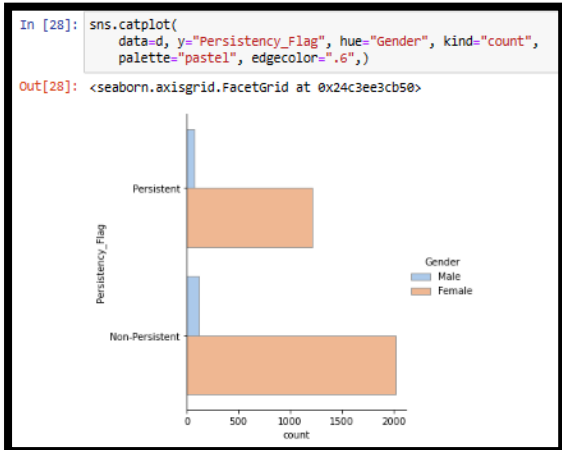 In [28]: sns.catplot(
data=d, y="Persistency_Flag", hue="Gender", kind="count",
palette="pastel", edgecolor=".6",)
Out[28]: <seaborn.axisgrid.FacetGrid at 0x24c3ee3cb50>
Persistent
Persistency_Flag
Non-Persistent
Gender
Male
Female
0 500 1000 1500 2000
count